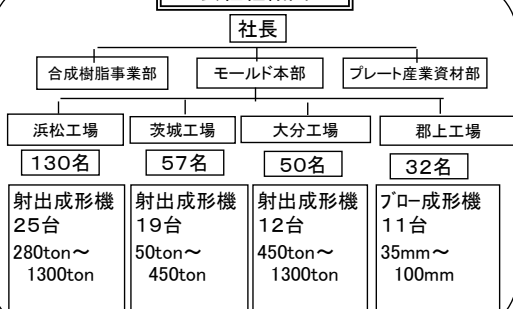 社長
合成樹脂事業部 モールド本部 プレート産業資材部
浜松工場 茨城工場 大分工場 郡上工場
130名 57名 50名 32名
射出成形機 射出成形機 射出成形機 ブロー成形機
25台 19台 12台 11台
280ton～ 50ton～ 450ton～ 35mm～
1300ton 450ton 1300ton 100mm